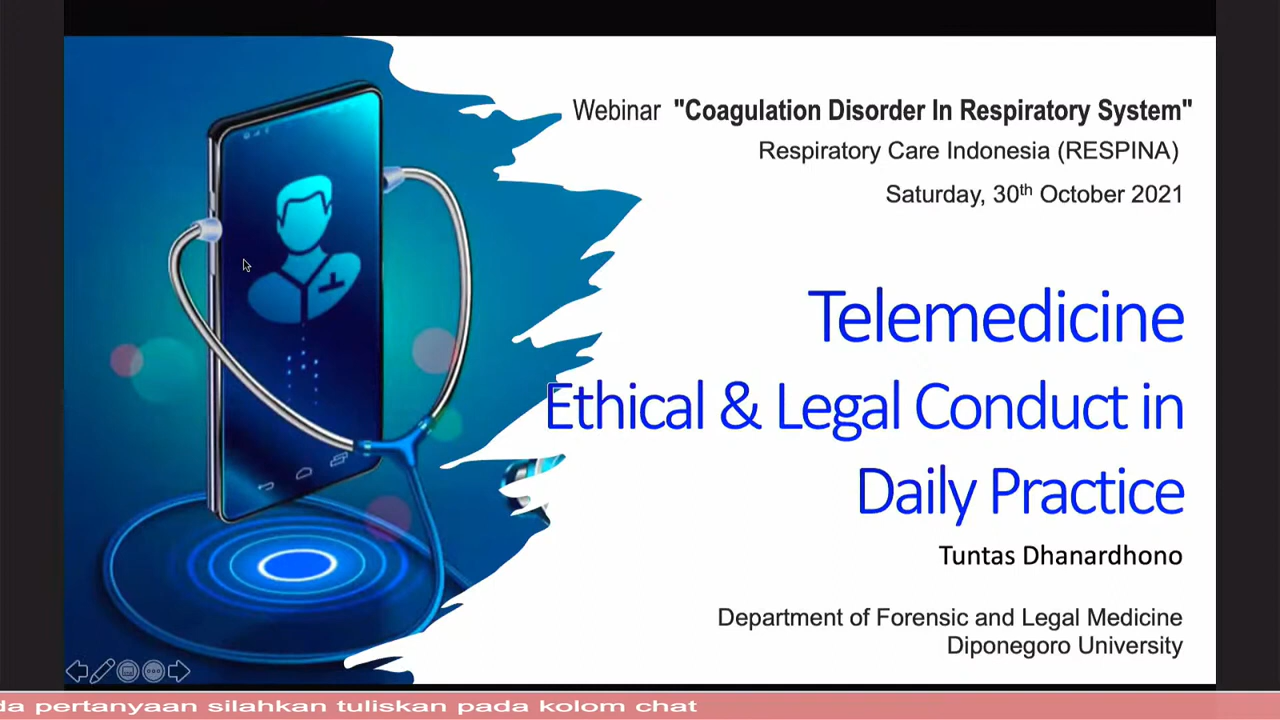 Webinar "Coagulation Disorder In Respiratory System"
Respiratory Care Indonesia (RESPINA)
Saturday, 30th October 2021
Telemedicine
Ethical & Legal Conduct in
Daily Practice
Tuntas Dhanardhono
Department of Forensic and Legal Medicine
Diponegoro University
pertanyaan silahkan tuliskan pada kolom chat